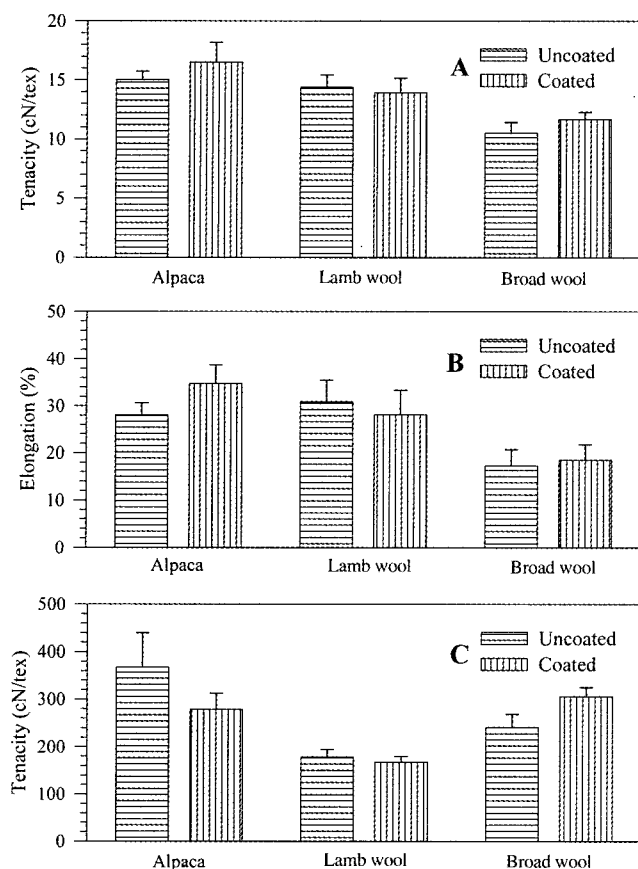 20
15
10
5
0
Tenacity (cN/tex)
A
Uncoated
Coated
Alpaca Lamb wool Broad wool
50
40
30
20
10
0
Elongation (%)
B
Uncoated
Coated
Alpaca Lamb wool Broad wool
500
400
300
200
100
0
Tenacity (cN/tex)
C
Uncoated
Coated
Alpaca Lamb wool Broad wool